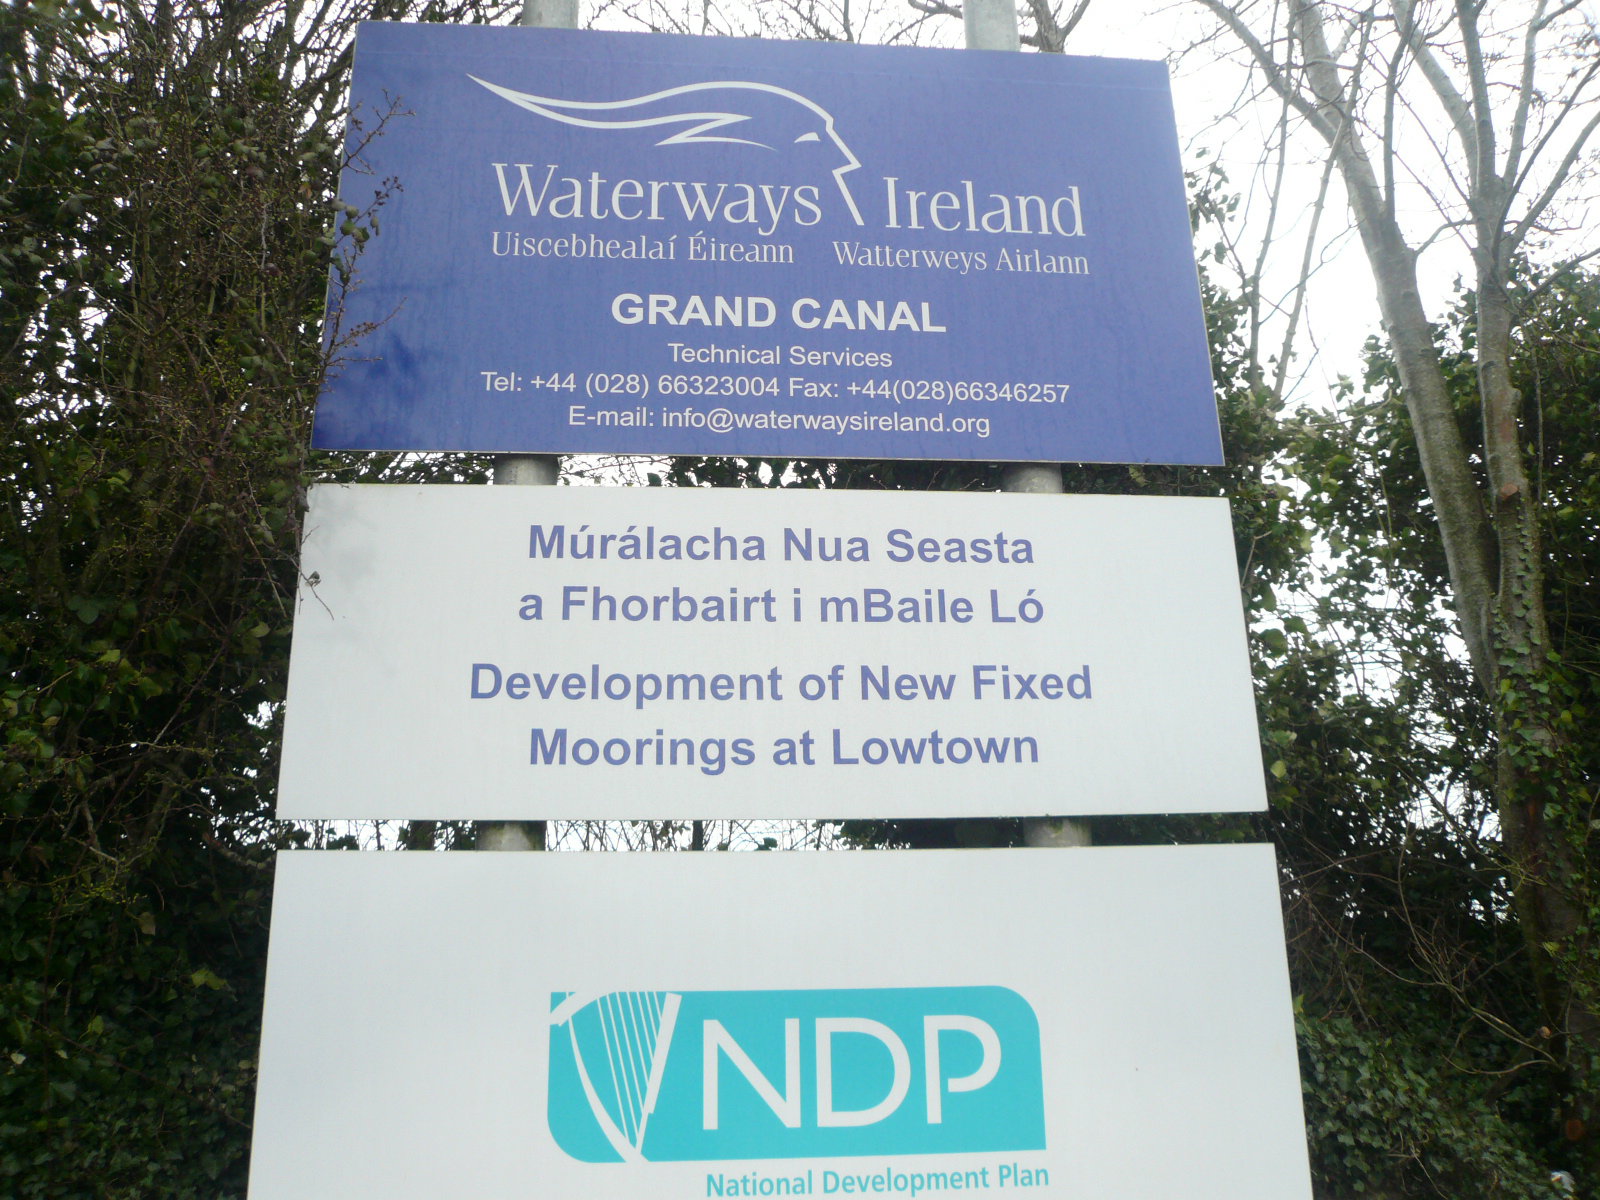 Waterways Ireland
Uiscebhealaí Éireann Watterweys Airlann
GRAND CANAL
Technical Services
Tel: +44 (028) 66323004 Fax: +44(028)66346257
E-mail: info@waterwaysireland.org
Múrálacha Nua Seasta
a Fhorbairt i mBaile Ló
Development of New Fixed
Moorings at Lowtown
NDP
National Development Plan